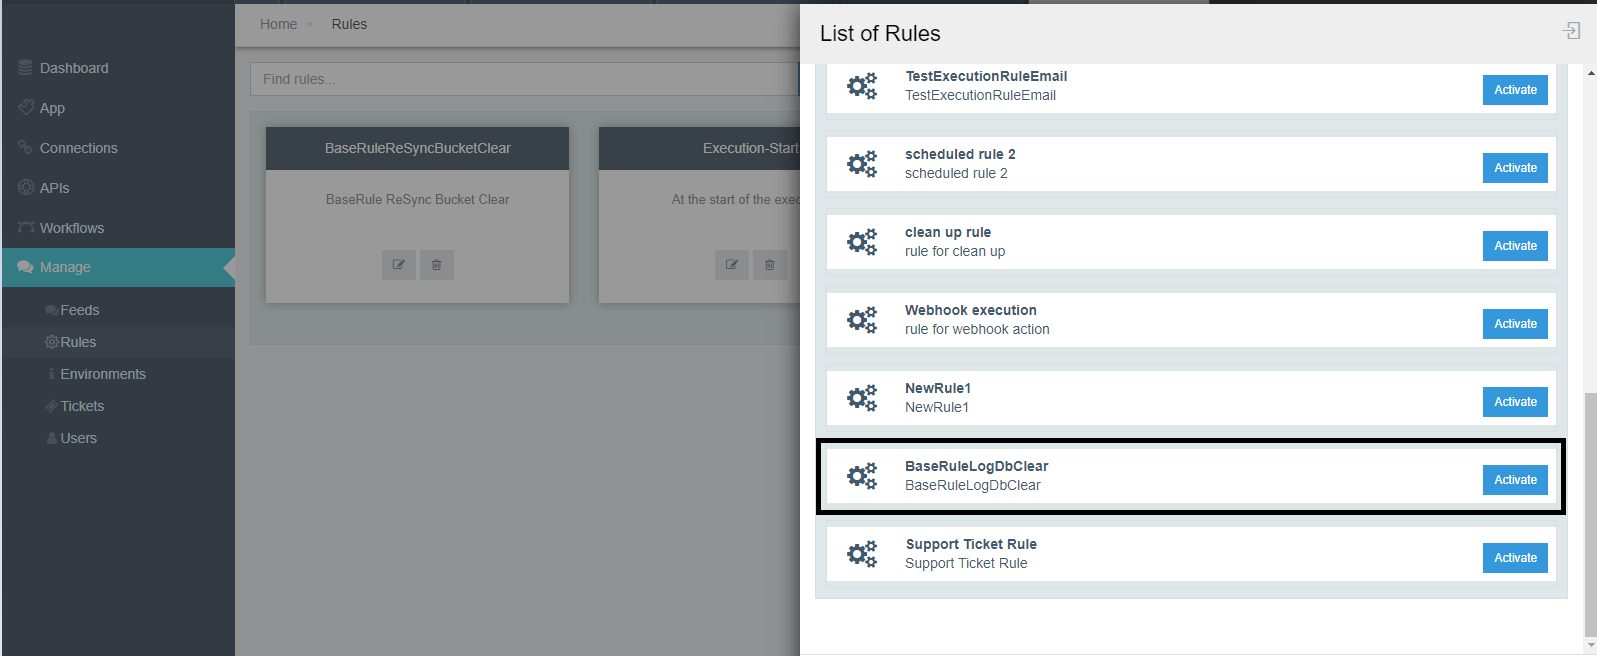 Home
Rules
List of Rules
Dashboard
App
Connections
APIs
Workflows
Manage
Feeds
Rules
Environments
Tickets
Users
Find rules...
BaseRuleReSyncBucketClear
BaseRule ReSync Bucket Clear
Execution-Start
At the start of the exec
TestExecutionRuleEmail
TestExecutionRuleEmail
Activate
scheduled rule 2
scheduled rule 2
Activate
clean up rule
rule for clean up
Activate
Webhook execution
rule for webhook action
Activate
NewRule1
NewRule1
Activate
BaseRuleLogDbClear
BaseRuleLogDbClear
Activate
Support Ticket Rule
Support Ticket Rule
Activate